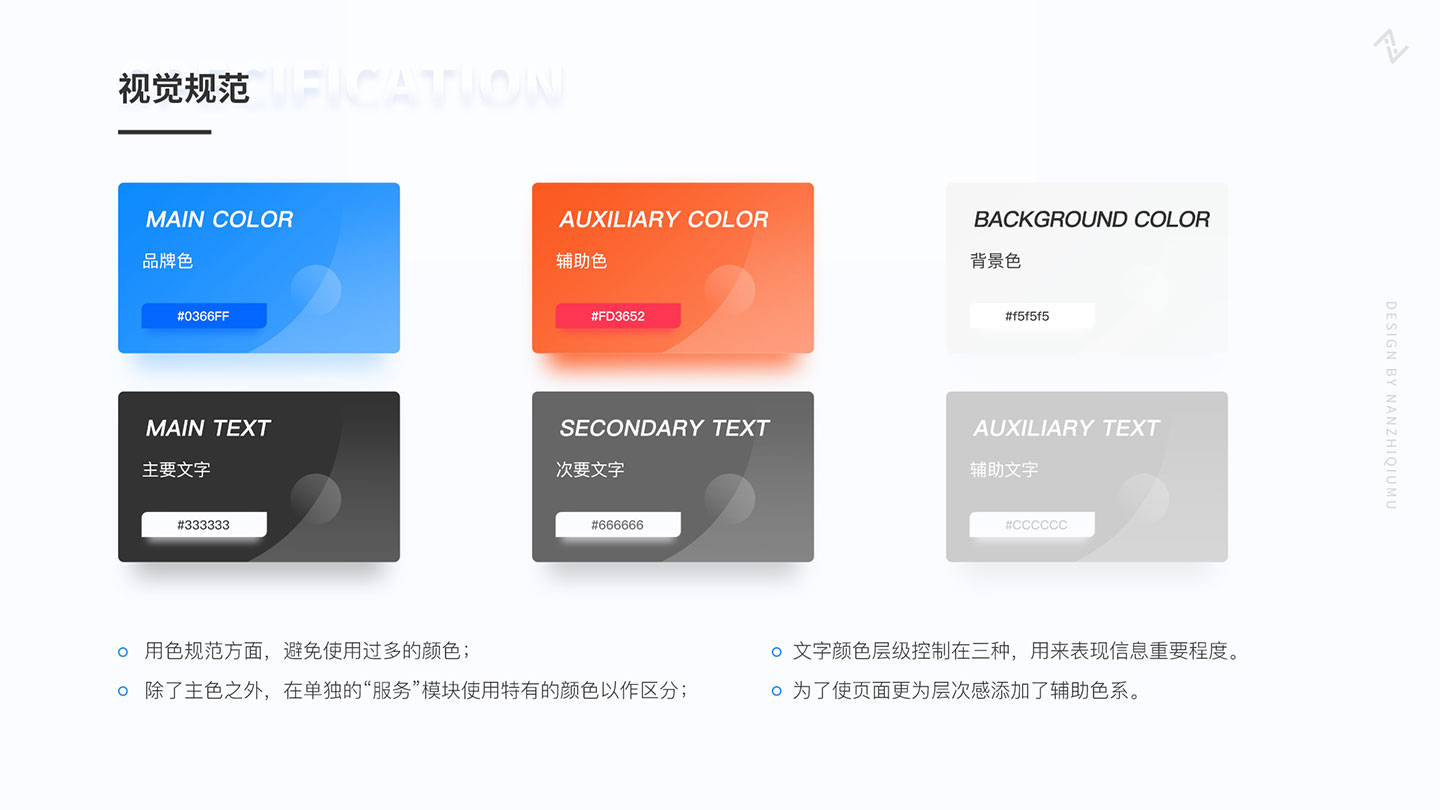 视觉规范
SPECIFICATION
MAIN COLOR
品牌色
#0366FF
AUXILIARY COLOR
辅助色
#FD3652
BACKGROUND COLOR
背景色
#f5f5f5
MAIN TEXT
主要文字
#333333
SECONDARY TEXT
次要文字
#666666
AUXILIARY TEXT
辅助文字
#CCCCCC
用色规范方面，避免使用过多的颜色；
除了主色之外，在单独的“服务”模块使用特有的颜色以作区分；
文字颜色层级控制在三种，用来表现信息重要程度。
为了使页面更为层次感添加了辅助色系。
DESIGN BY NANZHIQIUMU